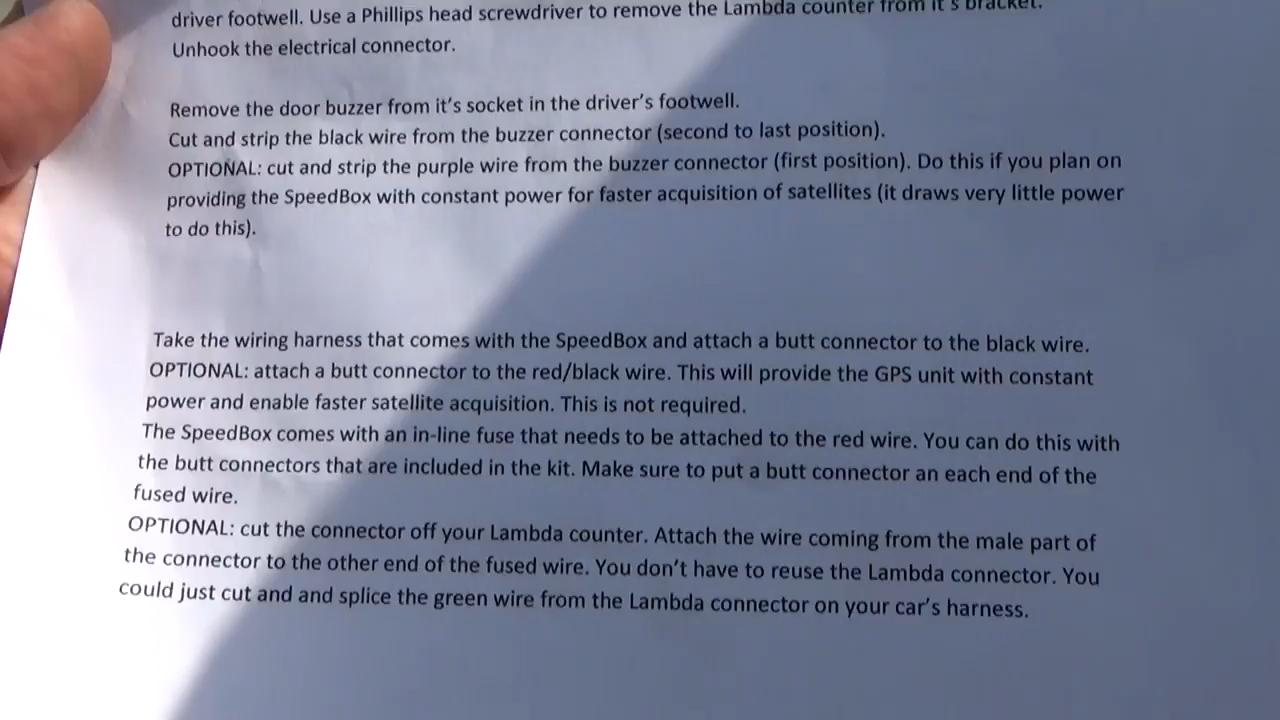 driver footwell. Use a Phillips head screwdriver to remove the Lambda counter from it's bracket.
Unhook the electrical connector.
Remove the door buzzer from it's socket in the driver's footwell.
Cut and strip the black wire from the buzzer connector (second to last position).
OPTIONAL: cut and strip the purple wire from the buzzer connector (first position). Do this if you plan on
providing the SpeedBox with constant power for faster acquisition of satellites (it draws very little power
to do this).
Take the wiring harness that comes with the SpeedBox and attach a butt connector to the black wire.
OPTIONAL: attach a butt connector to the red/black wire. This will provide the GPS unit with constant
power and enable faster satellite acquisition. This is not required.
The SpeedBox comes with an in-line fuse that needs to be attached to the red wire. You can do this with
the butt connectors that are included in the kit. Make sure to put a butt connector an each end of the
fused wire.
OPTIONAL: cut the connector off your Lambda counter. Attach the wire coming from the male part of
the connector to the other end of the fused wire. You don't have to reuse the Lambda connector. You
could just cut and and splice the green wire from the Lambda connector on your car's harness.